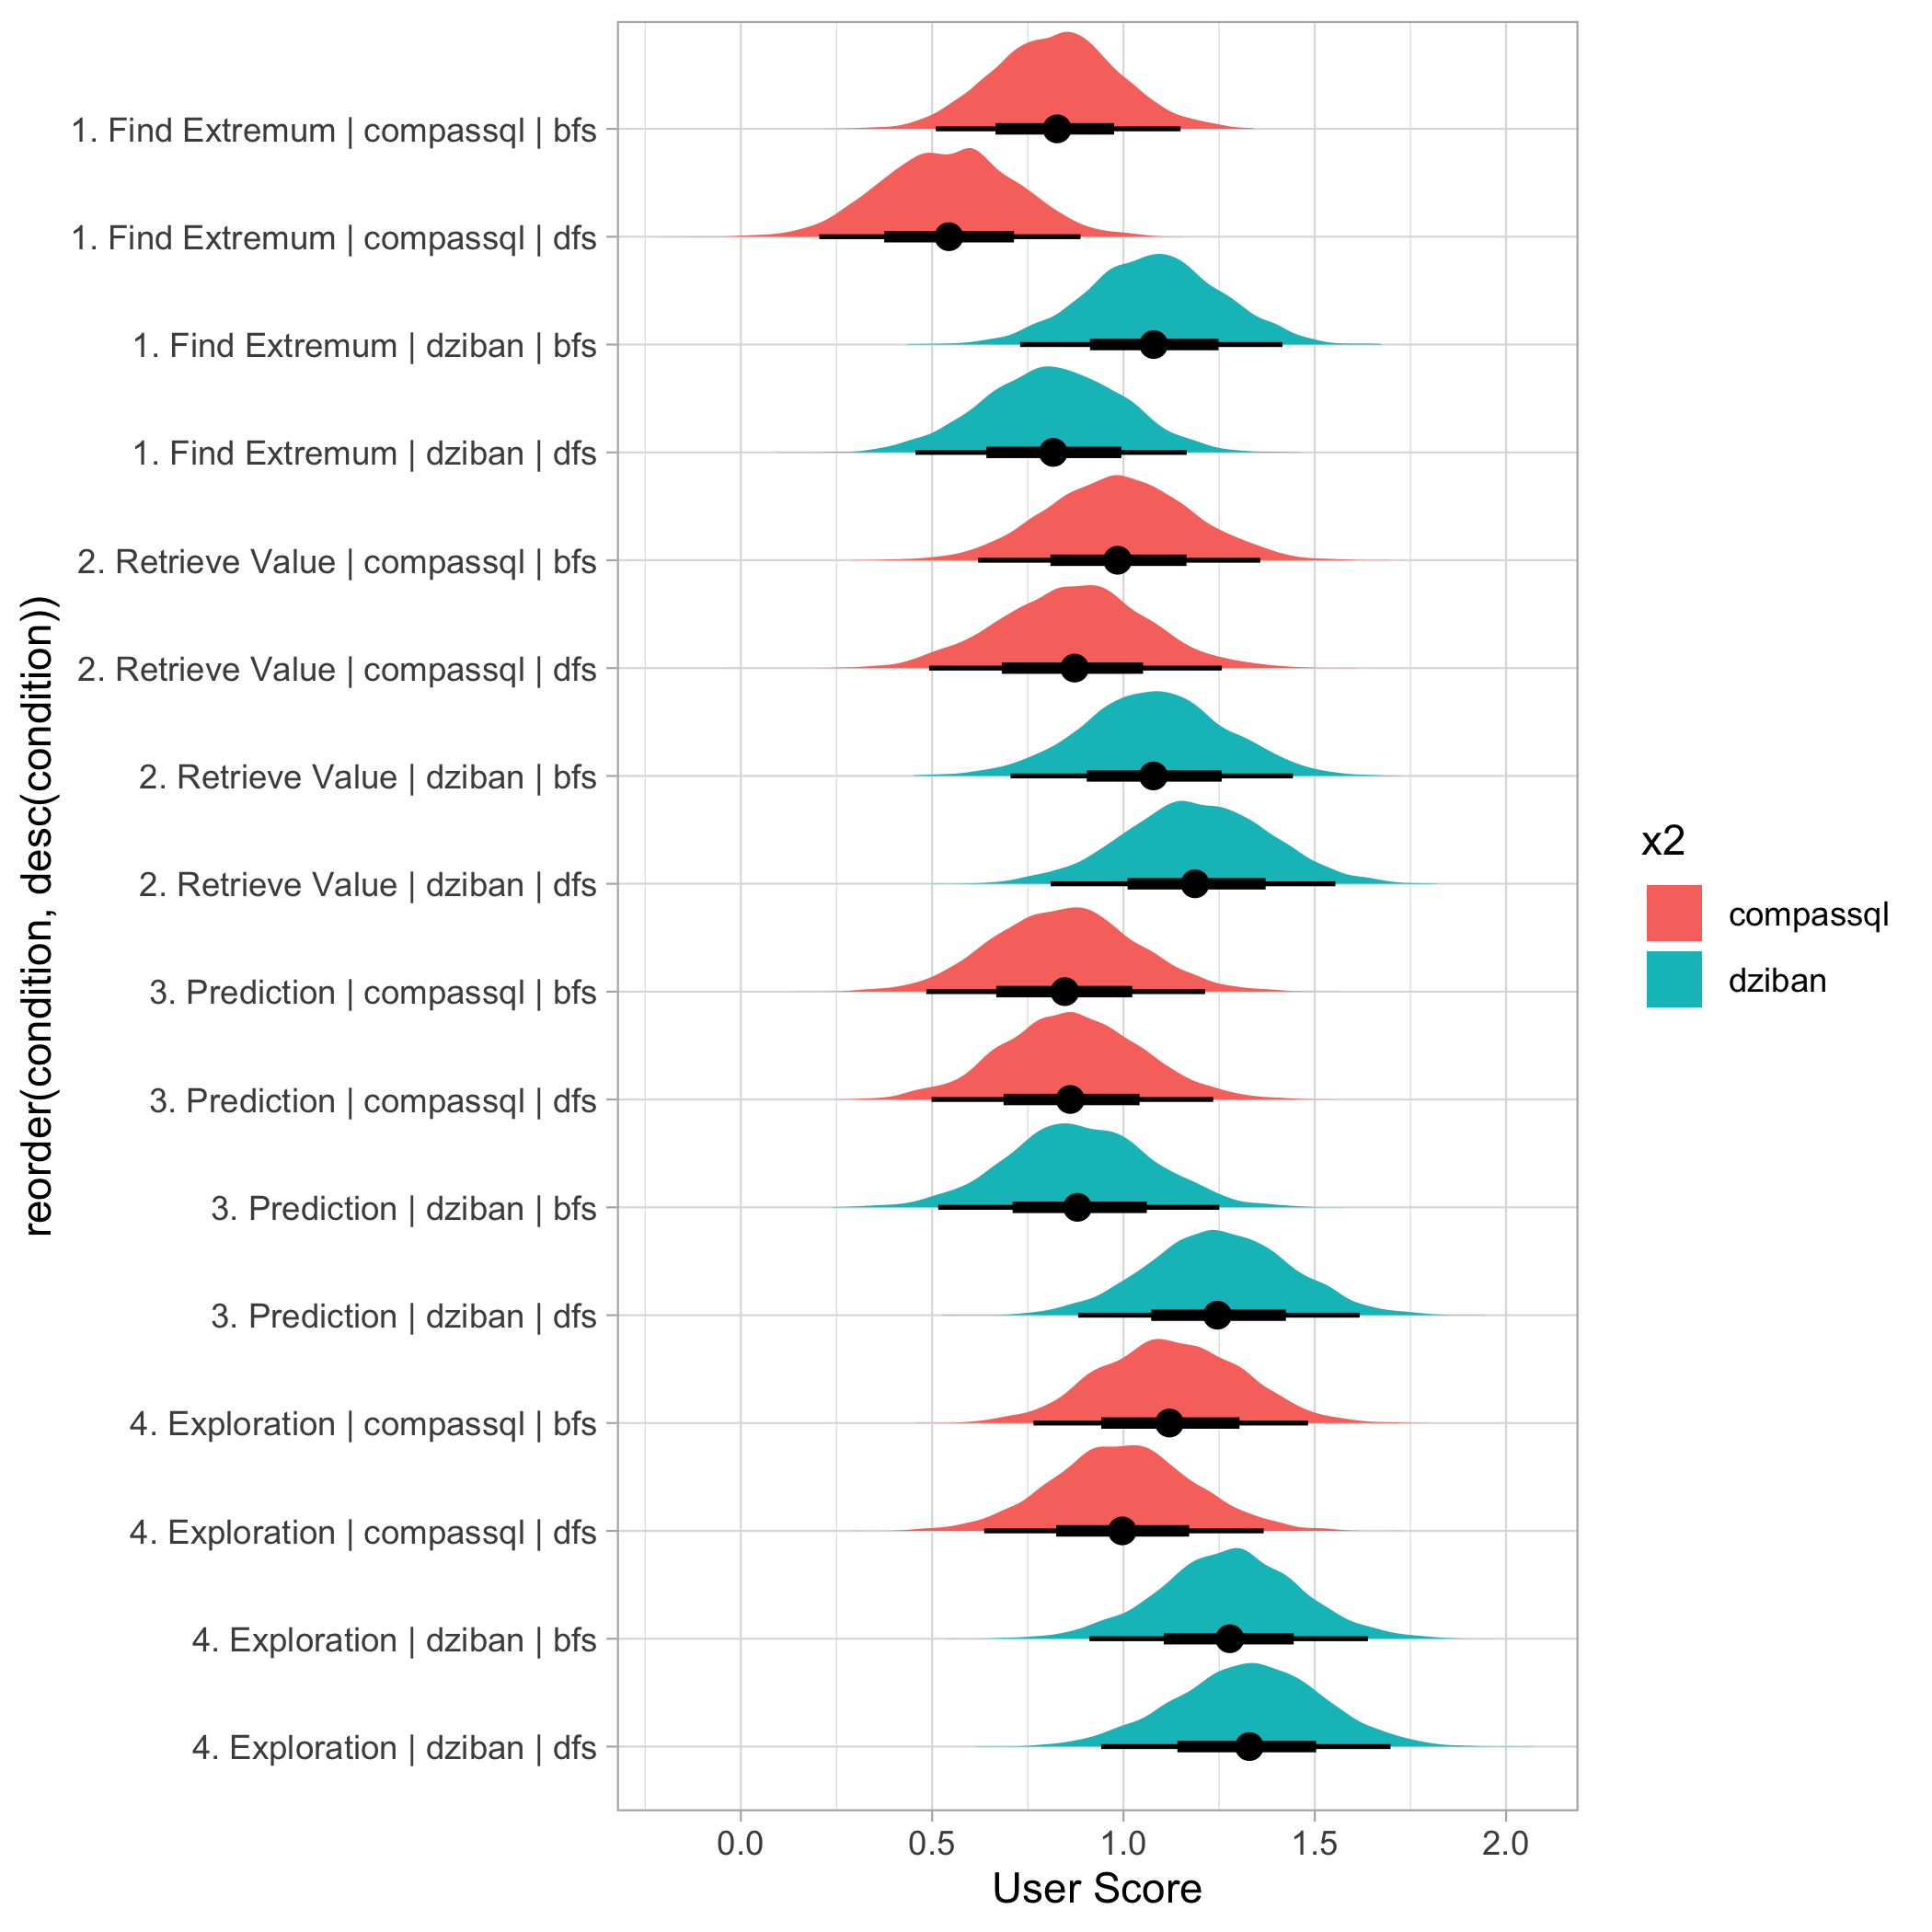 1. Find Extremum | compassql | bfs
1. Find Extremum | compassql | dfs
1. Find Extremum | dziban | bfs
1. Find Extremum | dziban | dfs
2. Retrieve Value | compassql | bfs
2. Retrieve Value | compassql | dfs
2. Retrieve Value | dziban | bfs
2. Retrieve Value | dziban | dfs
3. Prediction | compassql | bfs
3. Prediction | compassql | dfs
3. Prediction | dziban | bfs
3. Prediction | dziban | dfs
4. Exploration | compassql | bfs
4. Exploration | compassql | dfs
4. Exploration | dziban | bfs
4. Exploration | dziban | dfs
reorder(condition, desc(condition))
0.0 0.5 1.0 1.5 2.0
User Score
x2
compassql
dziban